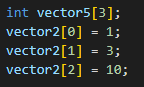 int vector5[3];
vector2[0] = 1;
vector2[1] = 3;
vector2[2] = 10;